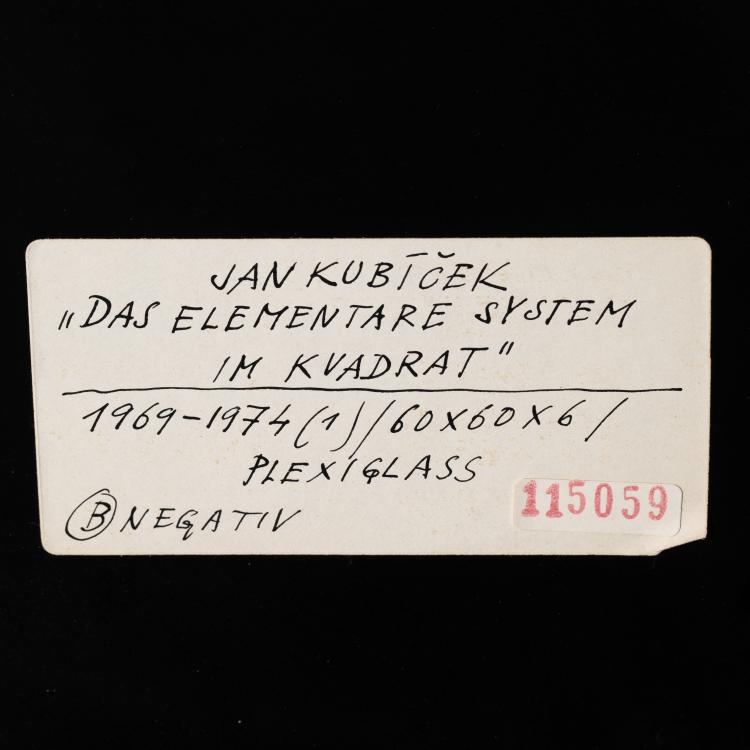 JAN KUBÍČEK
„DAS ELEMENTARE SYSTEM
IM KVADRAT"
1969-1974 (1) / 60X60X6 /
PLEXIGLASS
Ⓑ NEGATIV
115059